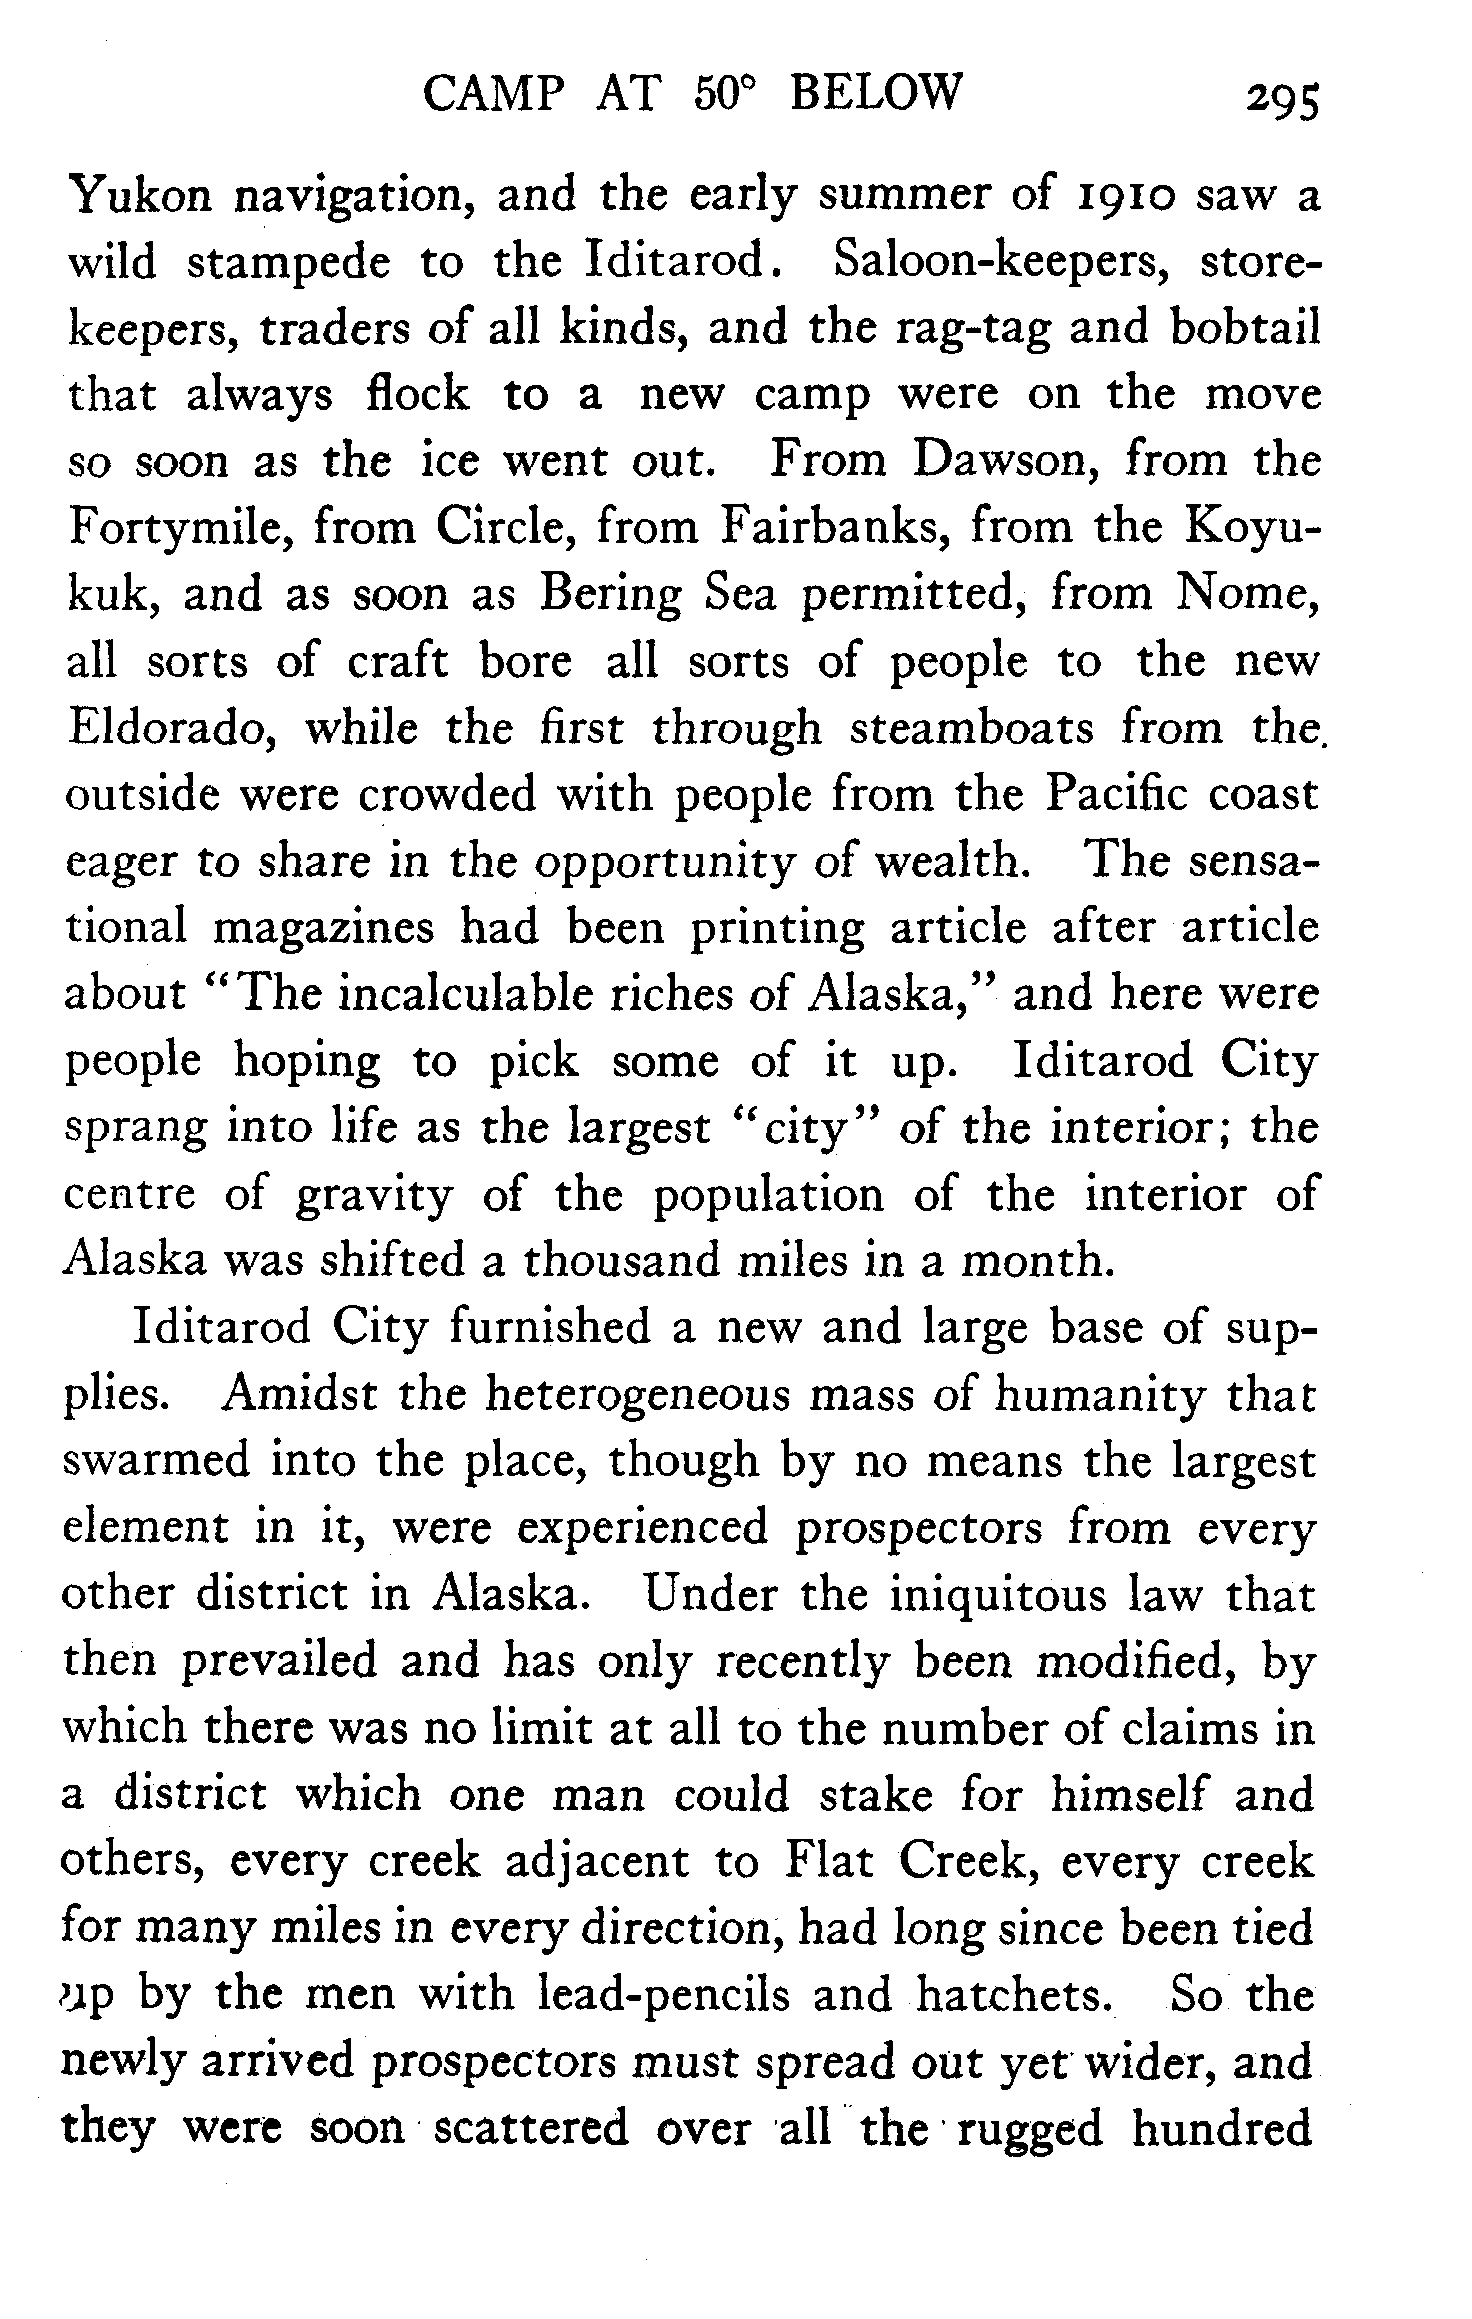 CAMP AT 50° BELOW 295
Yukon navigation, and the early summer of 1910 saw a
wild stampede to the Iditarod. Saloon-keepers, store-
keepers, traders of all kinds, and the rag-tag and bobtail
that always flock to a new camp were on the move
so soon as the ice went out. From Dawson, from the
Fortymile, from Circle, from Fairbanks, from the Koyu-
kuk, and as soon as Bering Sea permitted, from Nome,
all sorts of craft bore all sorts of people to the new
Eldorado, while the first through steamboats from the
outside were crowded with people from the Pacific coast
eager to share in the opportunity of wealth. The sensa-
tional magazines had been printing article after article
about "The incalculable riches of Alaska," and here were
people hoping to pick some of it up. Iditarod City
sprang into life as the largest "city" of the interior; the
centre of gravity of the population of the interior of
Alaska was shifted a thousand miles in a month.
Iditarod City furnished a new and large base of sup-
plies. Amidst the heterogeneous mass of humanity that
swarmed into the place, though by no means the largest
element in it, were experienced prospectors from every
other district in Alaska. Under the iniquitous law that
then prevailed and has only recently been modified, by
which there was no limit at all to the number of claims in
a district which one man could stake for himself and
others, every creek adjacent to Flat Creek, every creek
for many miles in every direction, had long since been tied
up by the men with lead-pencils and hatchets. So the
newly arrived prospectors must spread out yet wider, and
they were soon scattered over all the rugged hundred